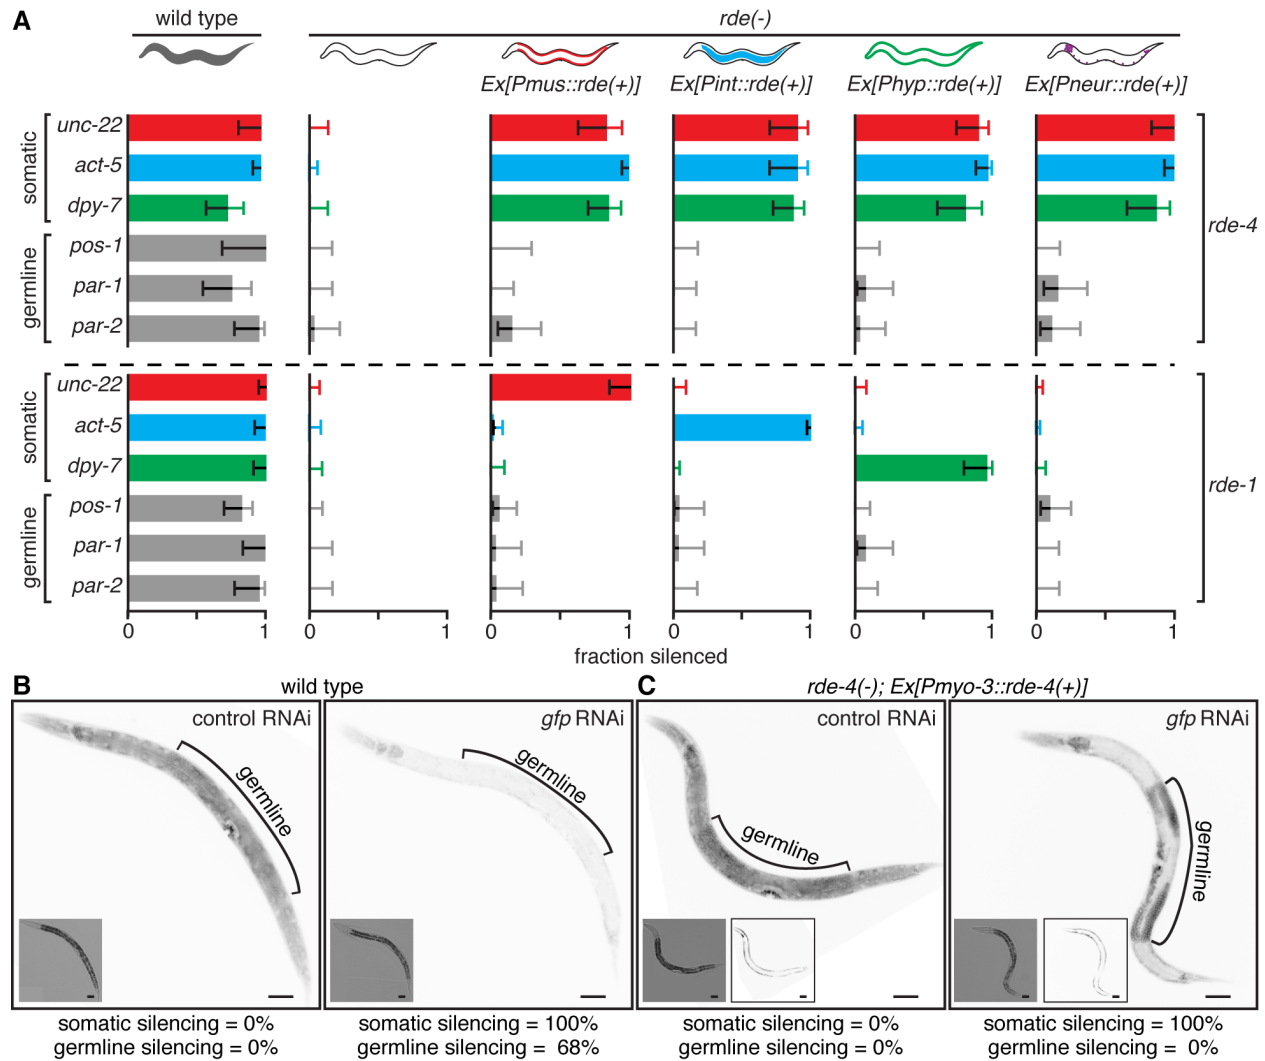 A
wild type
rde(-)
Ex[Pmus::rde(+)] Ex[Pint::rde(+)] Ex[Phyp::rde(+)] Ex[Pneur::rde(+)]
somatic
unc-22
act-5
dpy-7
germline
pos-1
par-1
par-2
rde-4
somatic
unc-22
act-5
dpy-7
germline
pos-1
par-1
par-2
rde-1
0 1 0 1 0 1 0 1 0 1 0 1
fraction silenced
B
wild type
C
rde-4(-); Ex[Pmyo-3::rde-4(+)]
control RNAi
germline
gfp RNAi
germline
control RNAi
germline
gfp RNAi
germline
somatic silencing = 0%
germline silencing = 0%
somatic silencing = 100%
germline silencing = 68%
somatic silencing = 0%
germline silencing = 0%
somatic silencing = 100%
germline silencing = 0%